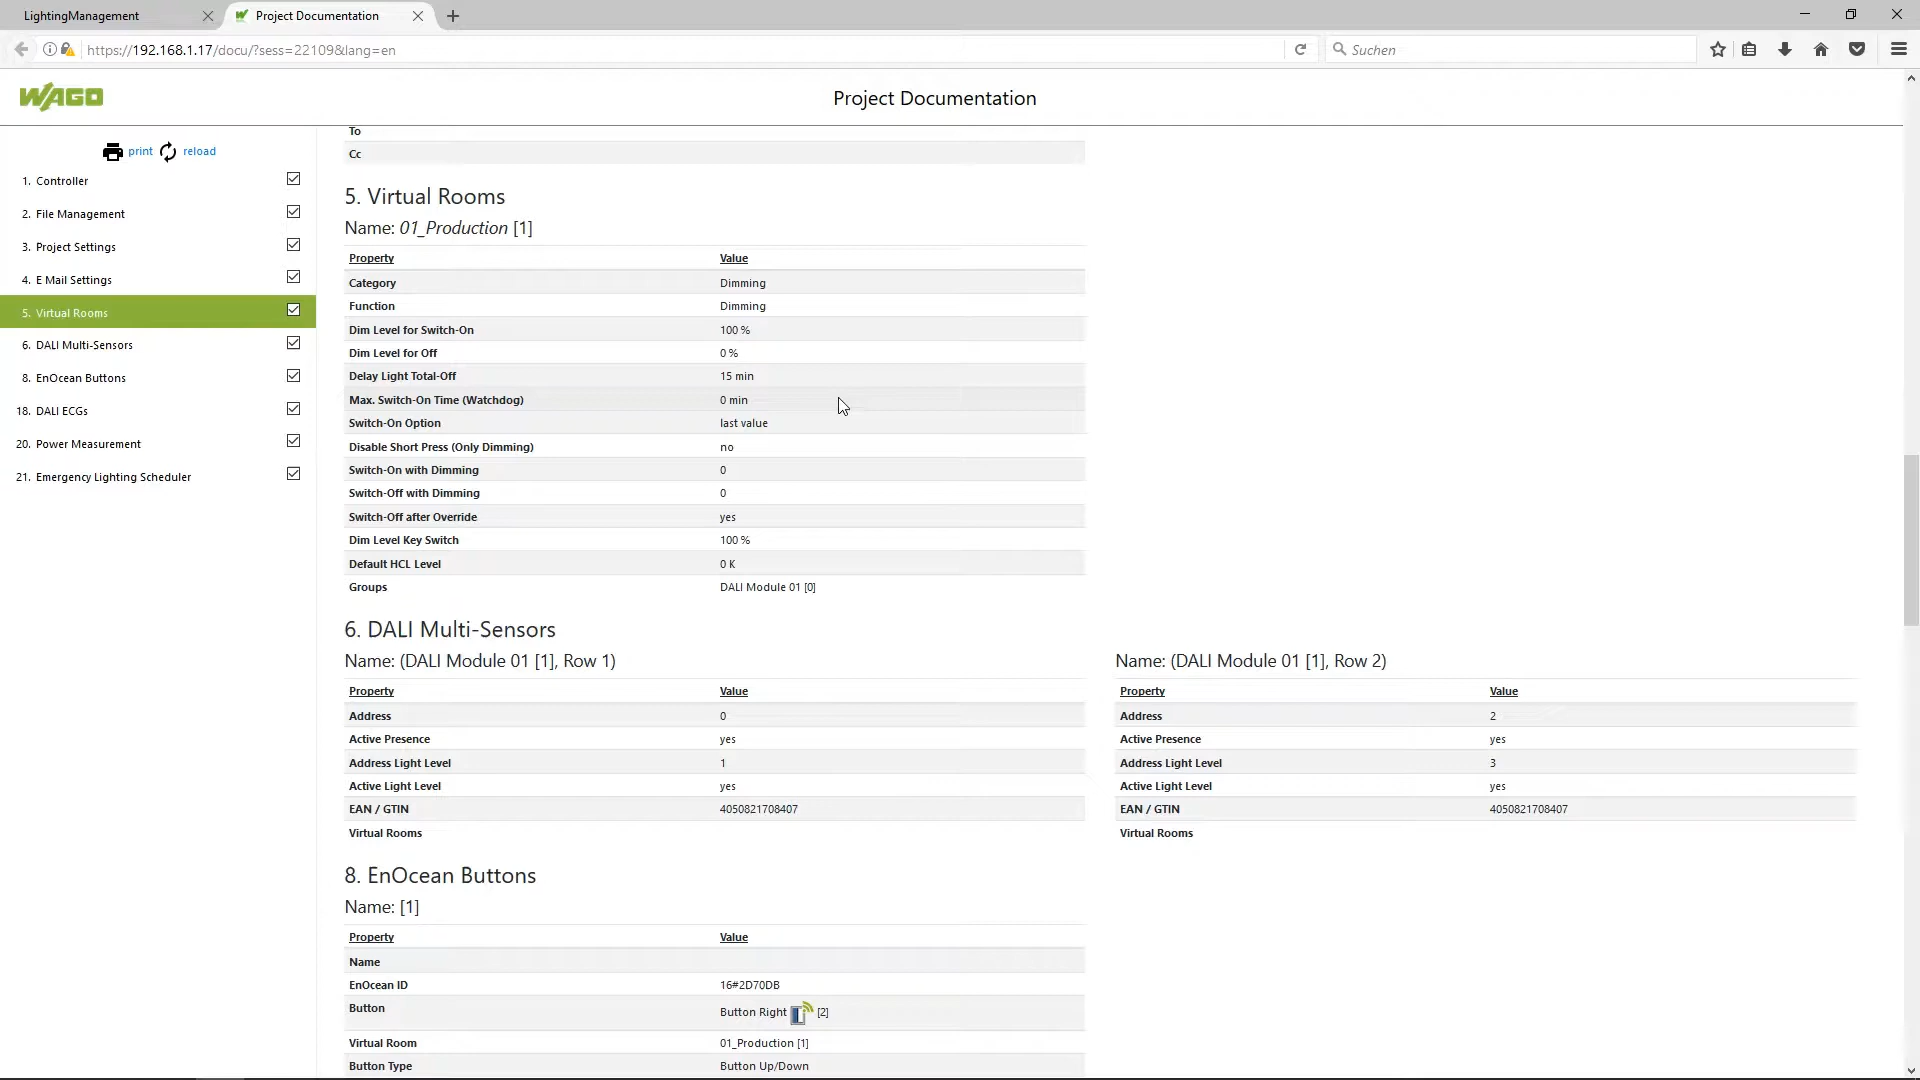 LightingManagement
Project Documentation
https://192.168.1.17/docu/?sess=22109&lang=en
Suchen
WAGO
Project Documentation
print
reload
1. Controller
2. File Management
3. Project Settings
4. E Mail Settings
5. Virtual Rooms
6. DALI Multi-Sensors
8. EnOcean Buttons
18. DALI ECGs
20. Power Measurement
21. Emergency Lighting Scheduler
To
Cc
5. Virtual Rooms
Name: 01_Production [1]
Property Value
Category Dimming
Function Dimming
Dim Level for Switch-On 100 %
Dim Level for Off 0 %
Delay Light Total-Off 15 min
Max. Switch-On Time (Watchdog) 0 min
Switch-On Option last value
Disable Short Press (Only Dimming) no
Switch-On with Dimming 0
Switch-Off with Dimming 0
Switch-Off after Override yes
Dim Level Key Switch 100 %
Default HCL Level 0 K
Groups DALI Module 01 [0]
6. DALI Multi-Sensors
Name: (DALI Module 01 [1], Row 1)
Property Value
Address 0
Active Presence yes
Address Light Level 1
Active Light Level yes
EAN / GTIN 4050821708407
Virtual Rooms
Name: (DALI Module 01 [1], Row 2)
Property Value
Address 2
Active Presence yes
Address Light Level 3
Active Light Level yes
EAN / GTIN 4050821708407
Virtual Rooms
8. EnOcean Buttons
Name: [1]
Property Value
Name
EnOcean ID 16#2D70DB
Button Button Right [2]
Virtual Room 01_Production [1]
Button Type Button Up/Down